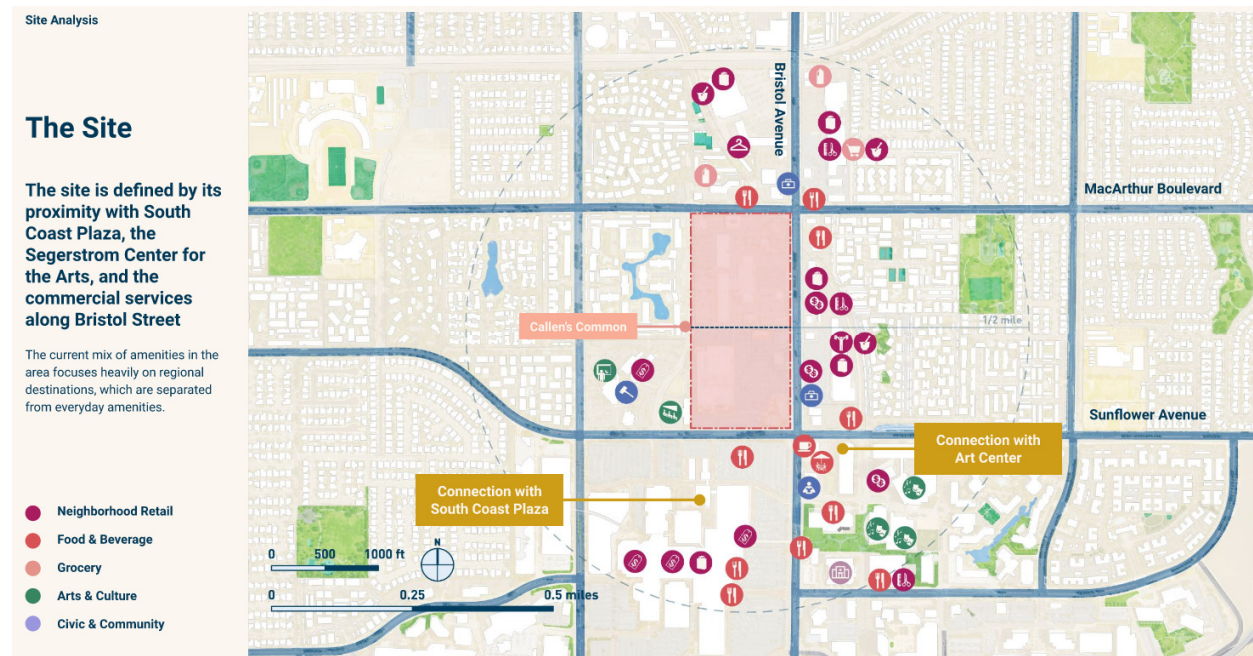 Site Analysis
The Site
The site is defined by its
proximity with South
Coast Plaza, the
Segerstrom Center for
the Arts, and the
commercial services
along Bristol Street
The current mix of amenities in the
area focuses heavily on regional
destinations, which are separated
from everyday amenities.
Neighborhood Retail
Food & Beverage
Grocery
Arts & Culture
Civic & Community
Bristol Avenue
MacArthur Boulevard
1/2 mile
Callen's Common
Sunflower Avenue
Connection with
Art Center
Connection with
South Coast Plaza
N
0 500 1000 ft
0 0.25 0.5 miles